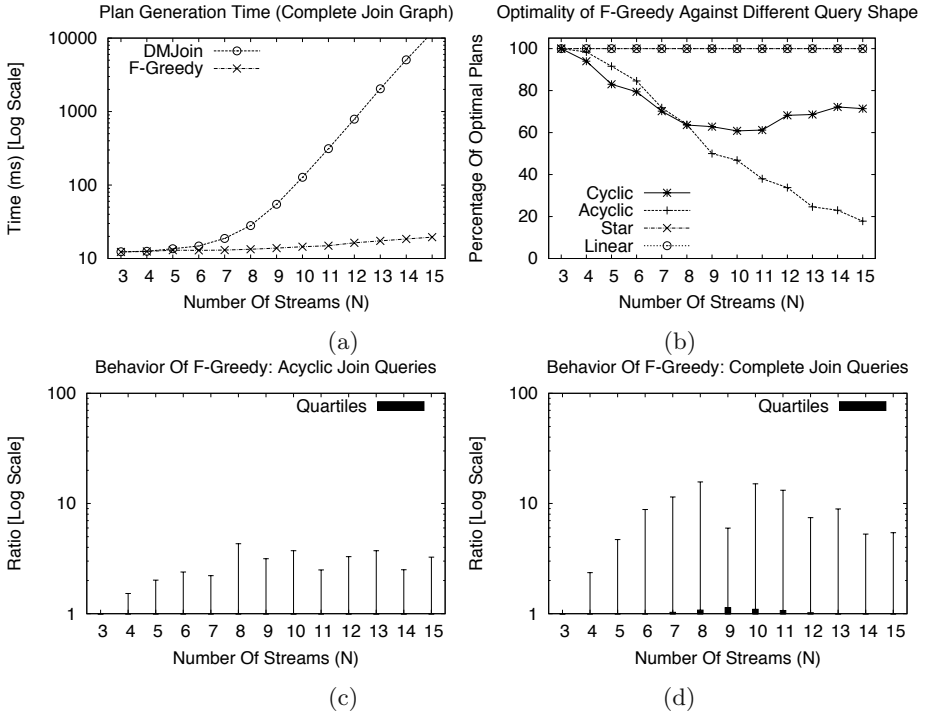 Plan Generation Time (Complete Join Graph)
Time (ms) [Log Scale]
10000
1000
100
10
DMJoin
F-Greedy
3 4 5 6 7 8 9 10 11 12 13 14 15
Number Of Streams (N)
(a)
Optimality of F-Greedy Against Different Query Shape
Percentage Of Optimal Plans
100
80
60
40
20
0
Cyclic
Acyclic
Star
Linear
3 4 5 6 7 8 9 10 11 12 13 14 15
Number Of Streams (N)
(b)
Behavior Of F-Greedy: Acyclic Join Queries
Ratio [Log Scale]
100
10
1
Quartiles
3 4 5 6 7 8 9 10 11 12 13 14 15
Number Of Streams (N)
(c)
Behavior Of F-Greedy: Complete Join Queries
Ratio [Log Scale]
100
10
1
Quartiles
3 4 5 6 7 8 9 10 11 12 13 14 15
Number Of Streams (N)
(d)